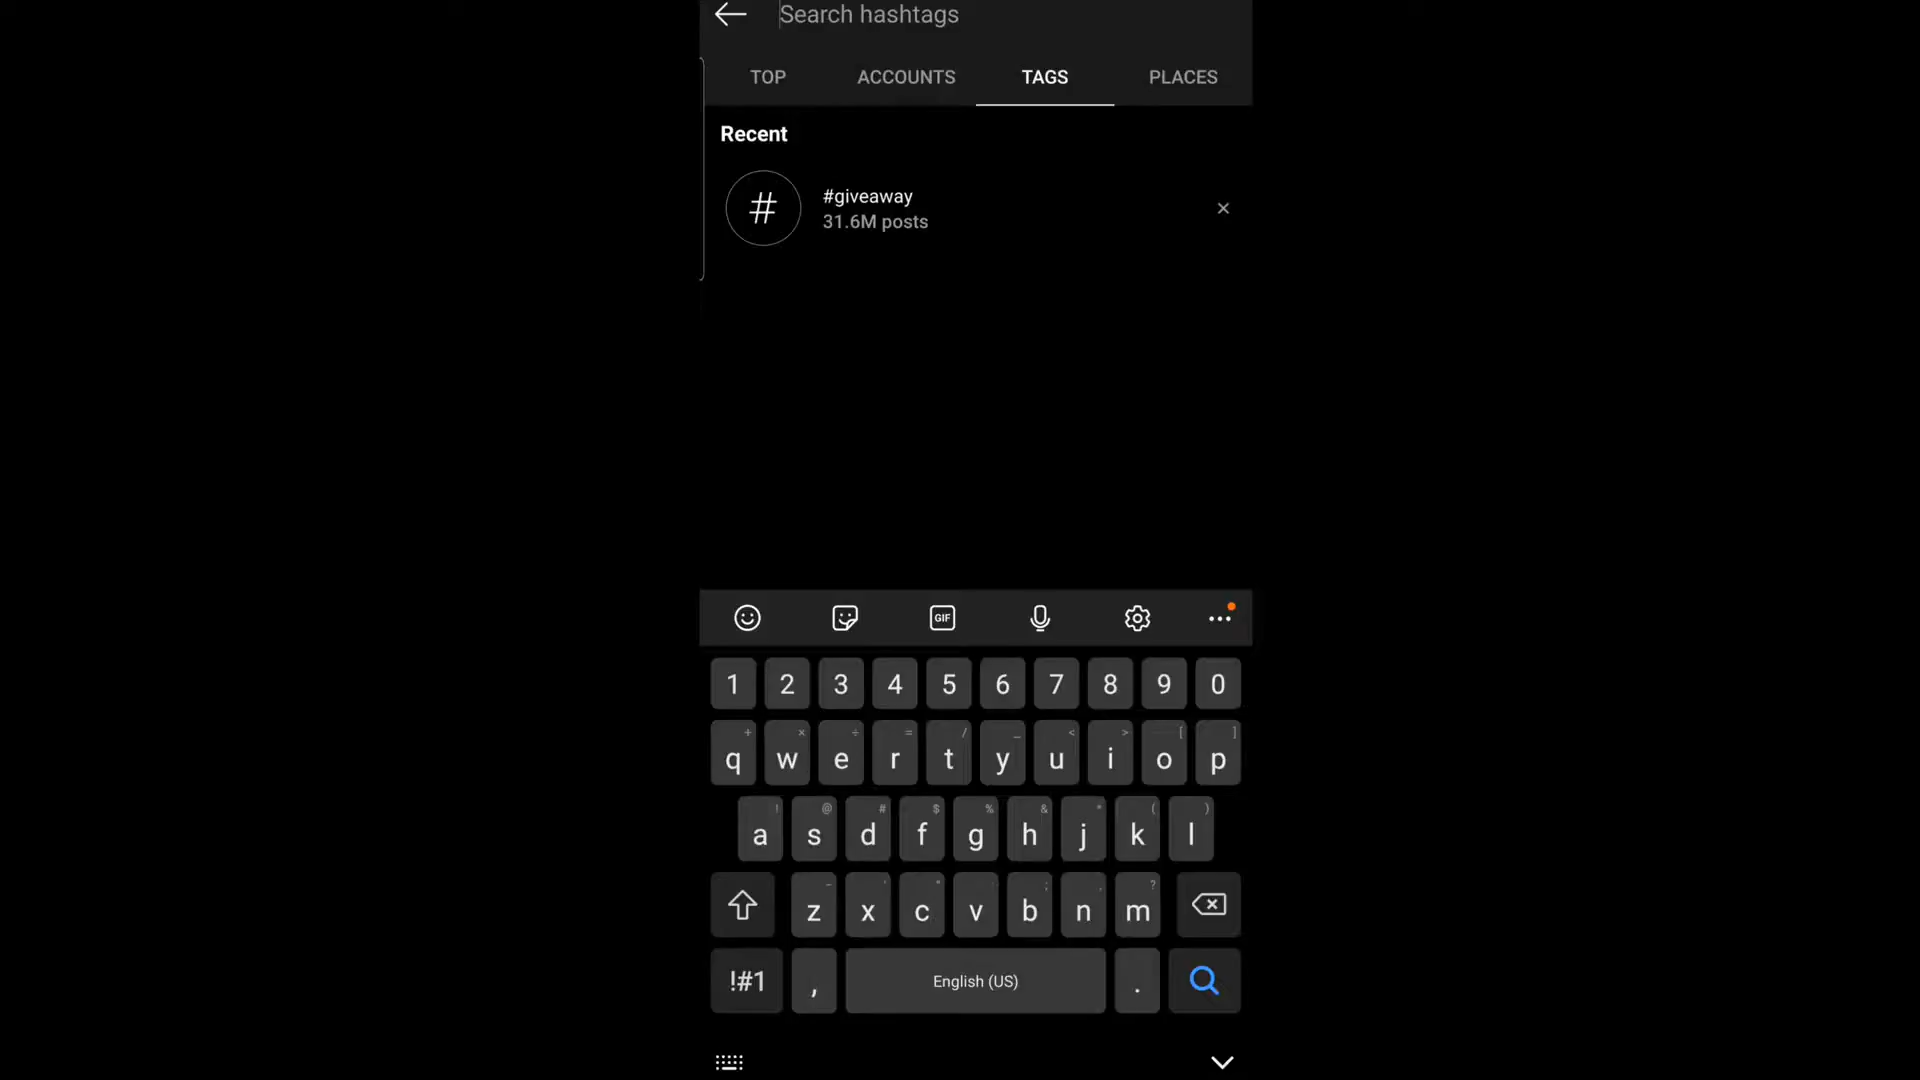 Search hashtags
TOP ACCOUNTS TAGS PLACES
Recent
#
#giveaway
31.6M posts
GIF
1 2 3 4 5 6 7 8 9 0
+ × ÷ = / _ < > [ ]
q w e r t y u i o p
! @ # $ % & * ( )
a s d f g h j k l
z x c v b n m
?
!#1 , English (US) .